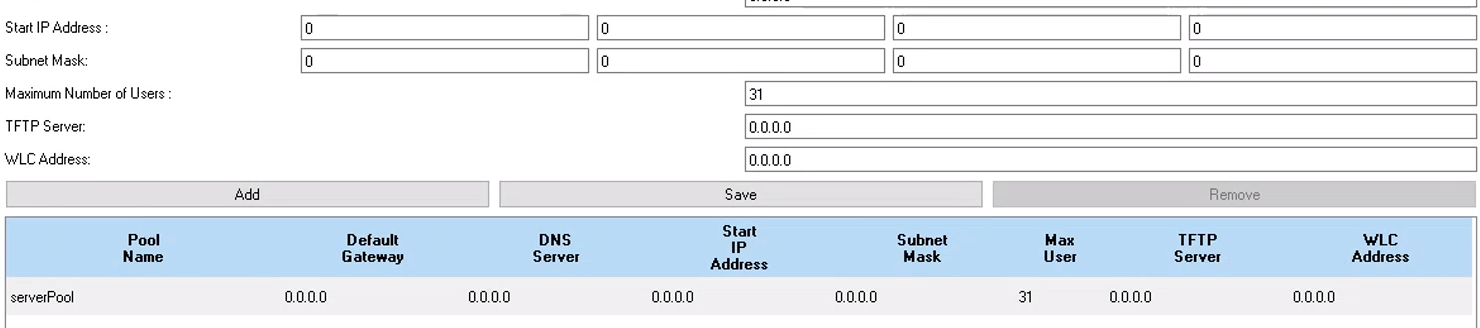 Start IP Address : 0 0 0 0
Subnet Mask: 0 0 0 0
Maximum Number of Users : 31
TFTP Server: 0.0.0.0
WLC Address: 0.0.0.0
Add Save Remove
Pool Name Default Gateway DNS Server Start IP Address Subnet Mask Max User TFTP Server WLC Address
serverPool 0.0.0.0 0.0.0.0 0.0.0.0 0.0.0.0 31 0.0.0.0 0.0.0.0